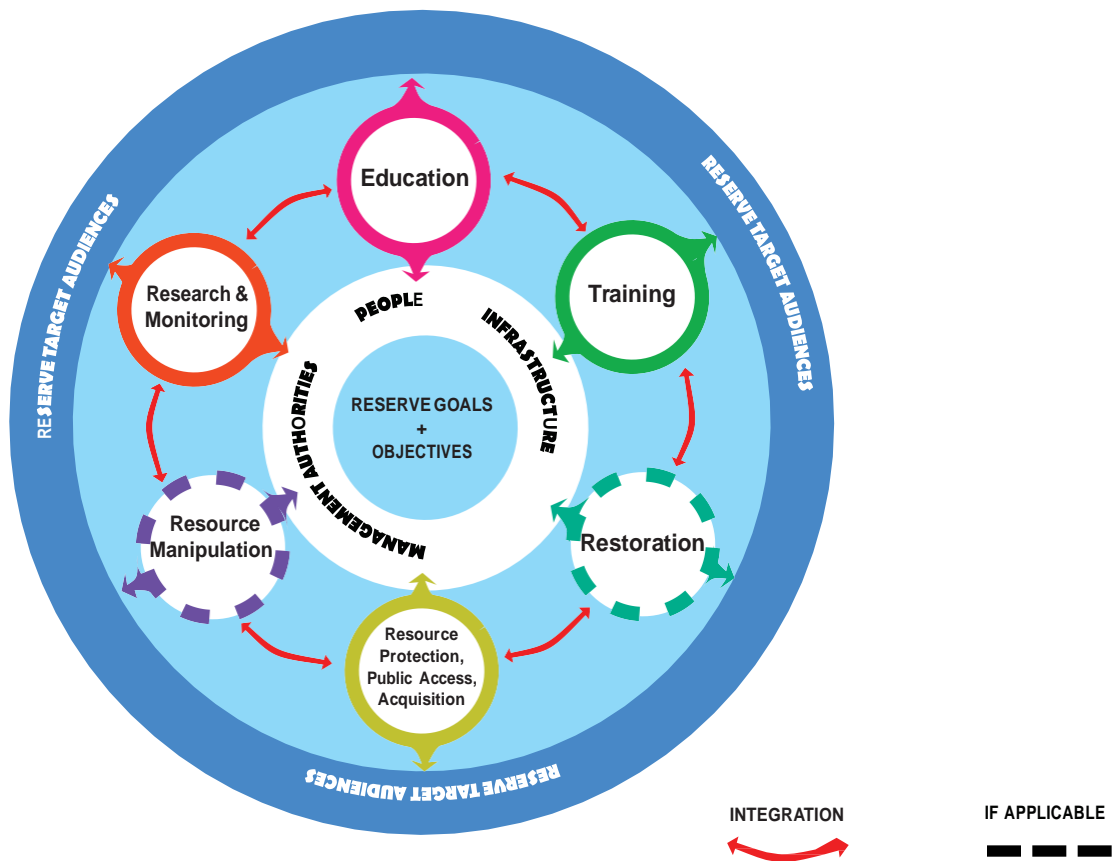 Education
RESERVE TARGET AUDIENCES
RESERVE TARGET AUDIENCES
Research &
Monitoring
Training
PEOPLE
INFRASTRUCTURE
MANAGEMENT AUTHORITIES
RESERVE GOALS
+
OBJECTIVES
Resource
Manipulation
Restoration
Resource
Protection,
Public Access,
Acquisition
RESERVE TARGET AUDIENCES
INTEGRATION
IF APPLICABLE